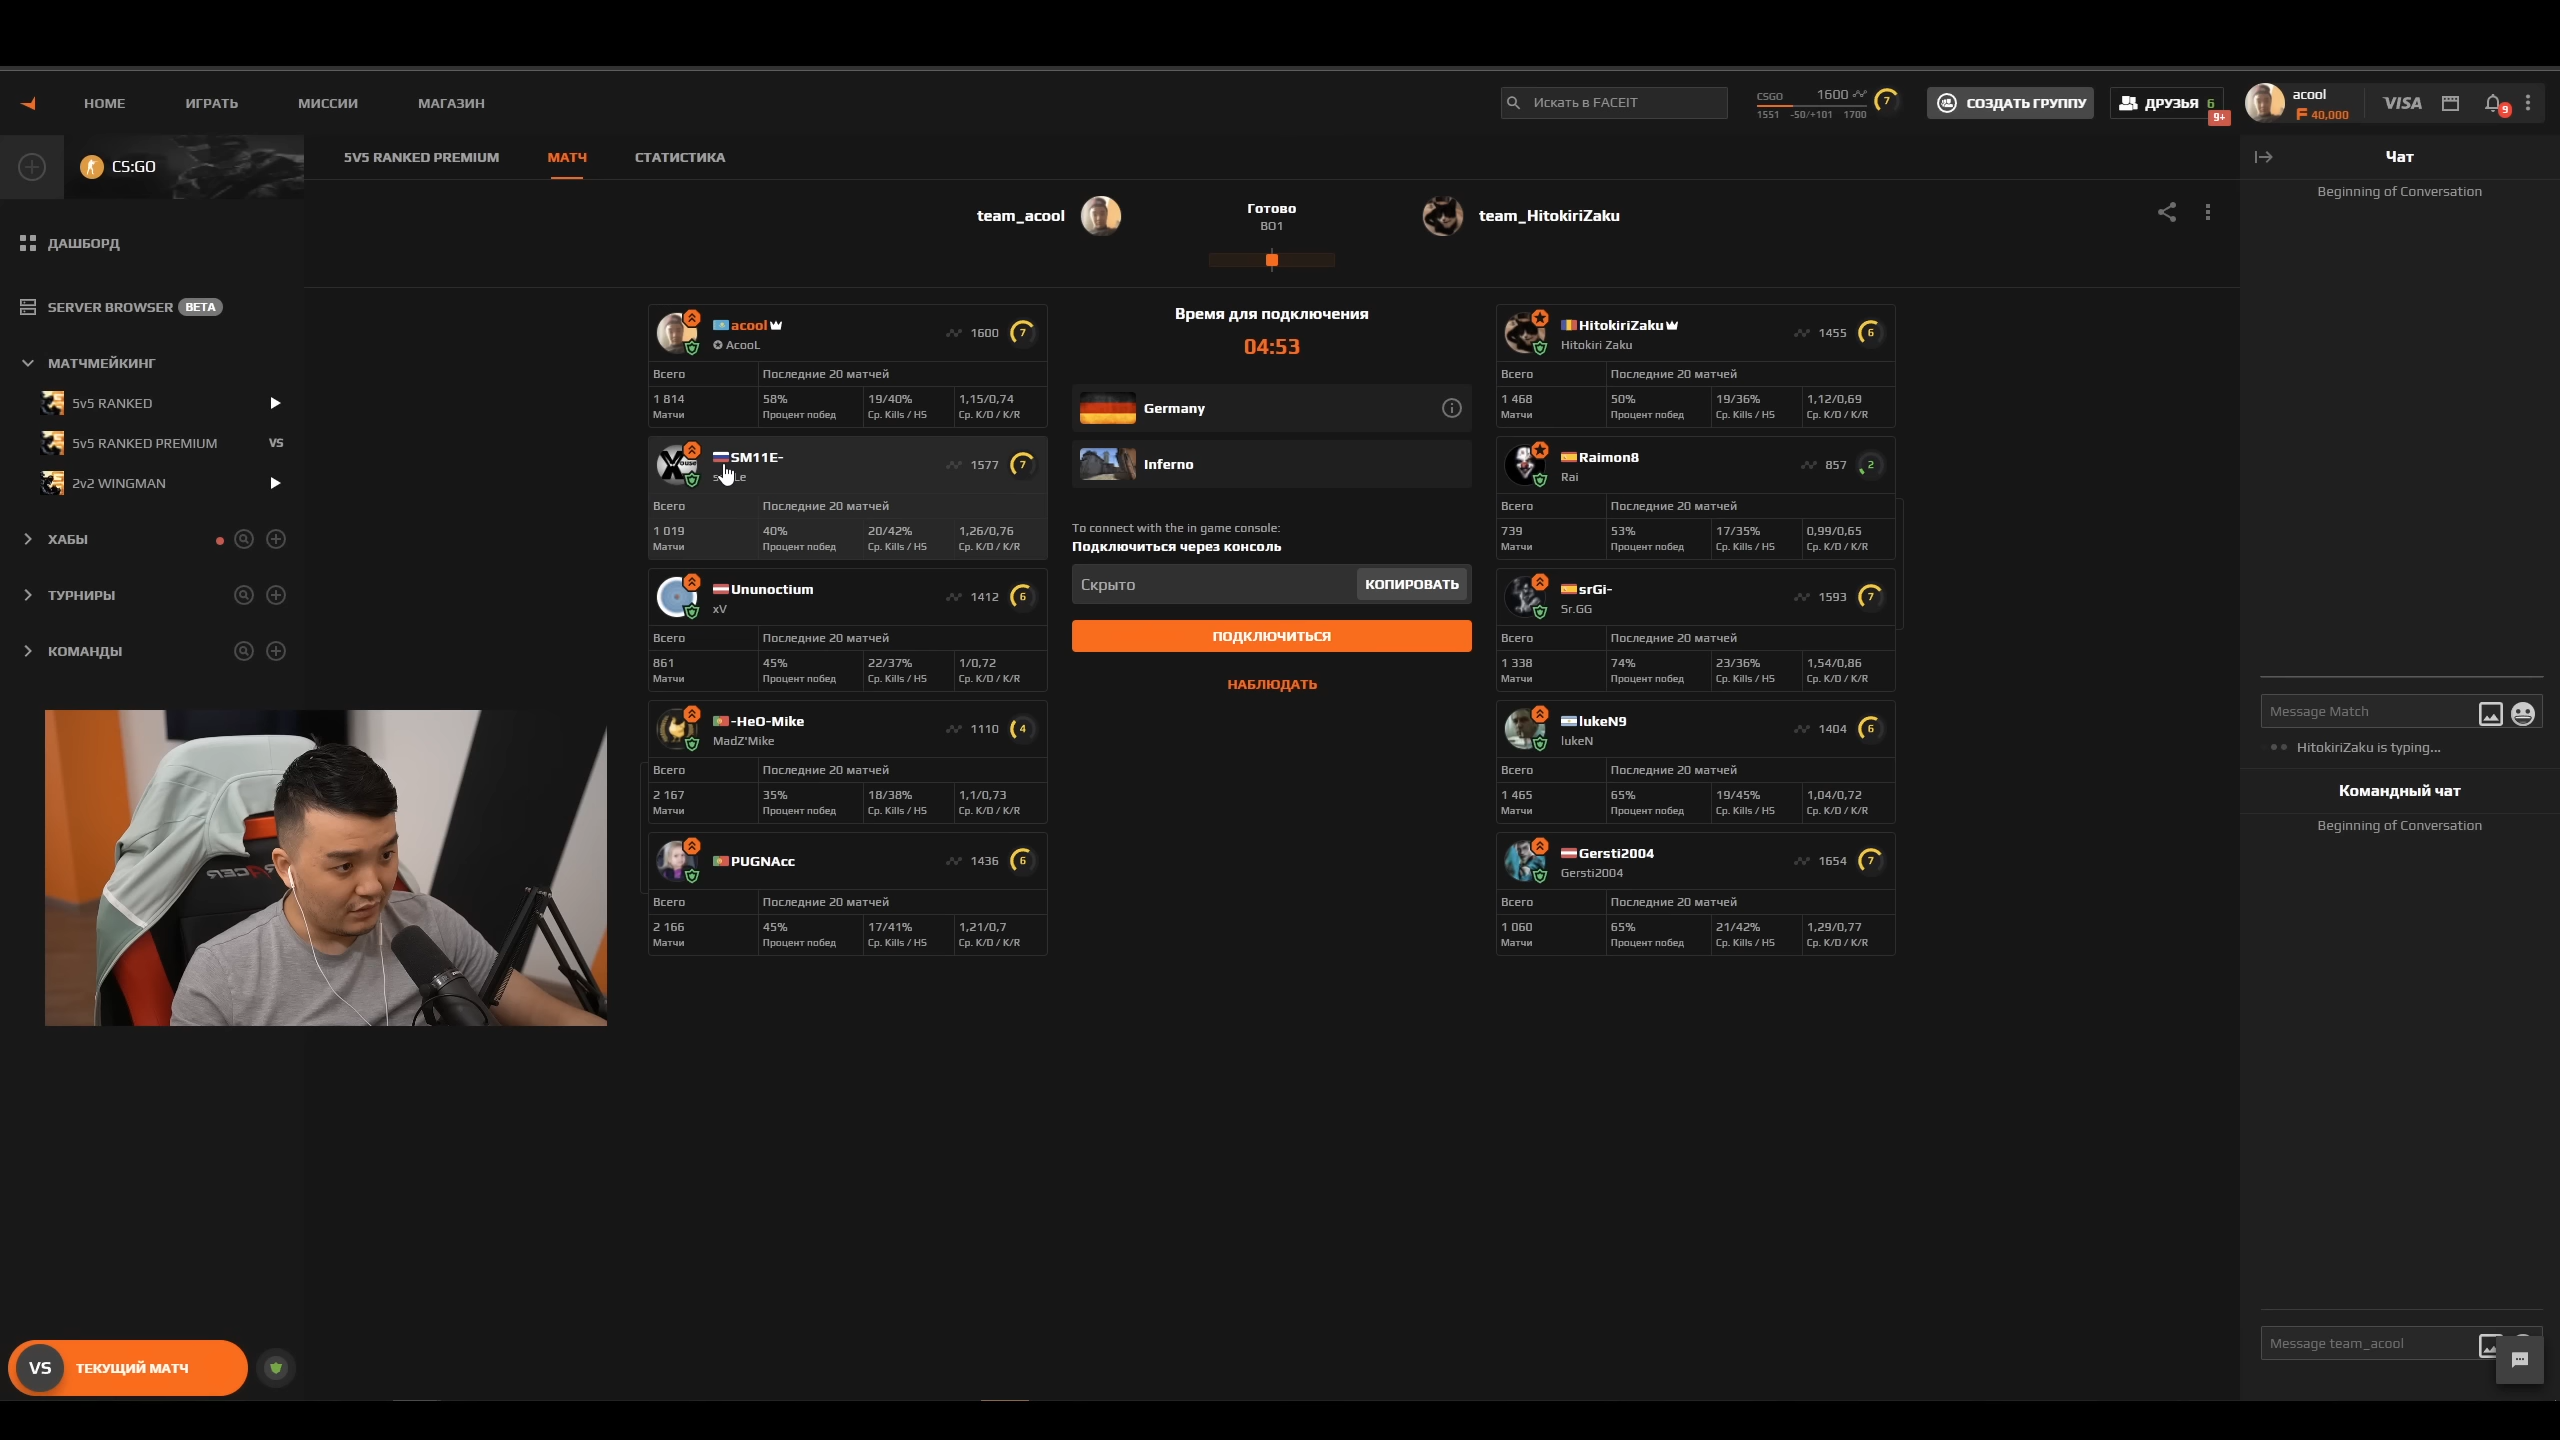 HOME
ИГРАТЬ
МИССИИ
МАГАЗИН
Искать в FACEIT
CSGO
1600
1551 -50/+101 1700
7
СОЗДАТЬ ГРУППУ
ДРУЗЬЯ 6
9+
acool
40,000
VISA
9
CS:GO
5V5 RANKED PREMIUM
МАТЧ
СТАТИСТИКА
Чат
Beginning of Conversation
team_acool
Готово
BO1
team_HitokiriZaku
ДАШБОРД
SERVER BROWSER BETA
МАТЧМЕЙКИНГ
5v5 RANKED
5v5 RANKED PREMIUM VS
2v2 WINGMAN
ХАБЫ
ТУРНИРЫ
КОМАНДЫ
acool 1600 7
AcooL
Всего Последние 20 матчей
1 814 58% 19/40% 1,15/0,74
Матчи Процент побед Ср. Kills / HS Ср. K/D / K/R
SM11E- 1577 7
Всего Последние 20 матчей
1 019 40% 20/42% 1,26/0,76
Матчи Процент побед Ср. Kills / HS Ср. K/D / K/R
Ununoctium 1412 6
xV
Всего Последние 20 матчей
861 45% 22/37% 1/0,72
Матчи Процент побед Ср. Kills / HS Ср. K/D / K/R
-HeO-Mike 1110 4
MadZ'Mike
Всего Последние 20 матчей
2 167 35% 18/38% 1,1/0,73
Матчи Процент побед Ср. Kills / HS Ср. K/D / K/R
PUGNAcc 1436 6
Всего Последние 20 матчей
2 166 45% 17/41% 1,21/0,7
Матчи Процент побед Ср. Kills / HS Ср. K/D / K/R
Время для подключения
04:53
Germany
Inferno
To connect with the in game console:
Подключиться через консоль
Скрыто КОПИРОВАТЬ
ПОДКЛЮЧИТЬСЯ
НАБЛЮДАТЬ
HitokiriZaku 1455 6
Hitokiri Zaku
Всего Последние 20 матчей
1 468 50% 19/36% 1,12/0,69
Матчи Процент побед Ср. Kills / HS Ср. K/D / K/R
Raimon8 857 2
Rai
Всего Последние 20 матчей
739 53% 17/35% 0,99/0,65
Матчи Процент побед Ср. Kills / HS Ср. K/D / K/R
srGi- 1593 7
Sr.GG
Всего Последние 20 матчей
1 338 74% 23/36% 1,54/0,86
Матчи Процент побед Ср. Kills / HS Ср. K/D / K/R
lukeN9 1404 6
lukeN
Всего Последние 20 матчей
1 465 65% 19/45% 1,04/0,72
Матчи Процент побед Ср. Kills / HS Ср. K/D / K/R
Gersti2004 1654 7
Gersti2004
Всего Последние 20 матчей
1 060 65% 21/42% 1,29/0,77
Матчи Процент побед Ср. Kills / HS Ср. K/D / K/R
Message Match
HitokiriZaku is typing...
Командный чат
Beginning of Conversation
Message team_acool
VS ТЕКУЩИЙ МАТЧ